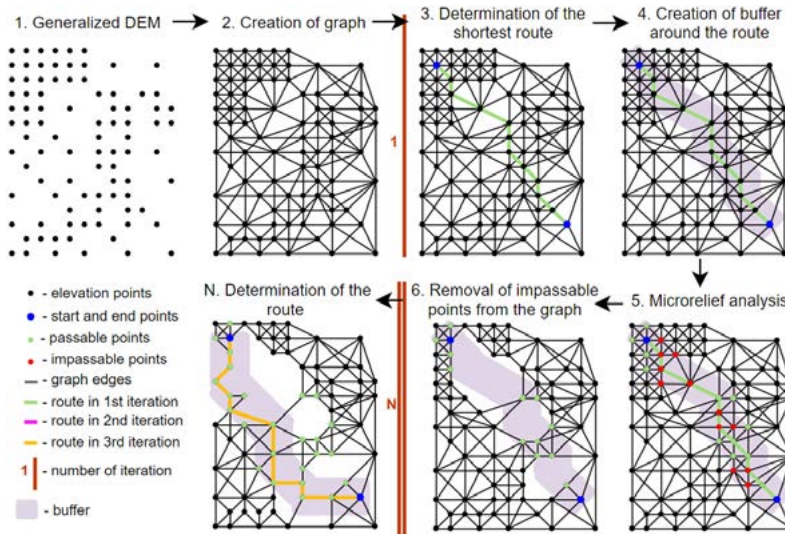 1. Generalized DEM
2. Creation of graph
3. Determination of the
shortest route
4. Creation of buffer
around the route
1
- elevation points
- start and end points
- passable points
- impassable points
- graph edges
- route in 1st iteration
- route in 2nd iteration
- route in 3rd iteration
1 - number of iteration
- buffer
N. Determination of the
route
N
6. Removal of impassable
points from the graph
5. Microrelief analysis